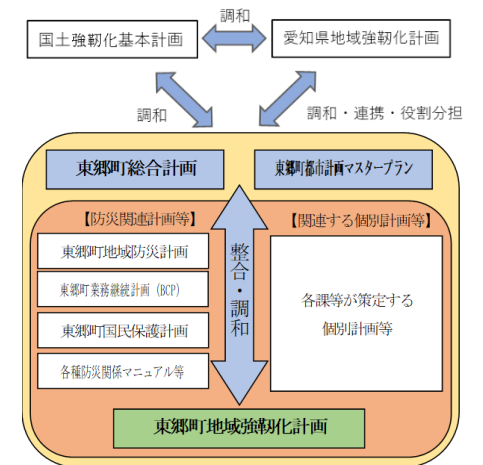 調和
国土強靭化基本計画
愛知県地域強靭化計画
調和
調和・連携・役割分担
東郷町総合計画
東郷町都市計画マスタープラン
【防災関連計画等】
【関連する個別計画等】
東郷町地域防災計画
東郷町業務継続計画（BCP）
東郷町国民保護計画
各種防災関係マニュアル等
整合・調和
各課等が策定する
個別計画等
東郷町地域強靭化計画